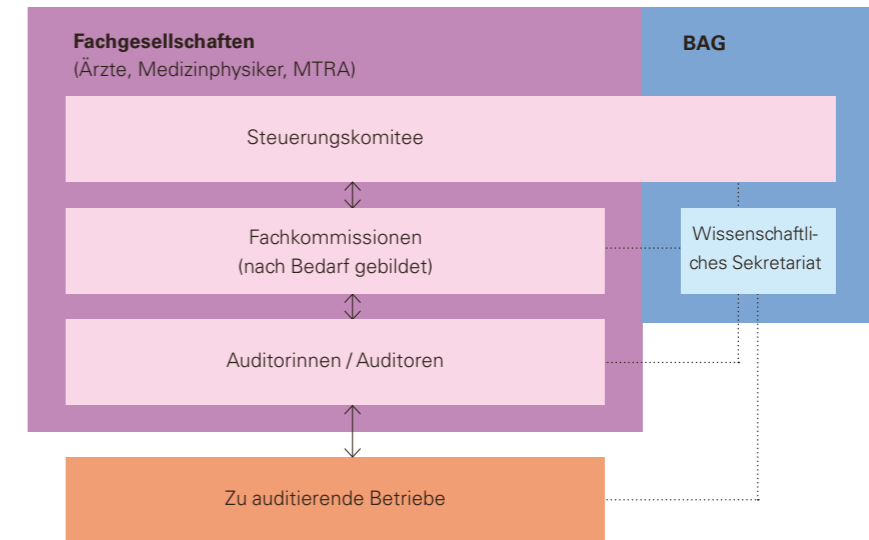 Fachgesellschaften
(Ärzte, Medizinphysiker, MTRA)
BAG
Steuerungskomitee
Fachkommissionen
(nach Bedarf gebildet)
Wissenschaftli-
ches Sekretariat
Auditorinnen / Auditoren
Zu auditierende Betriebe